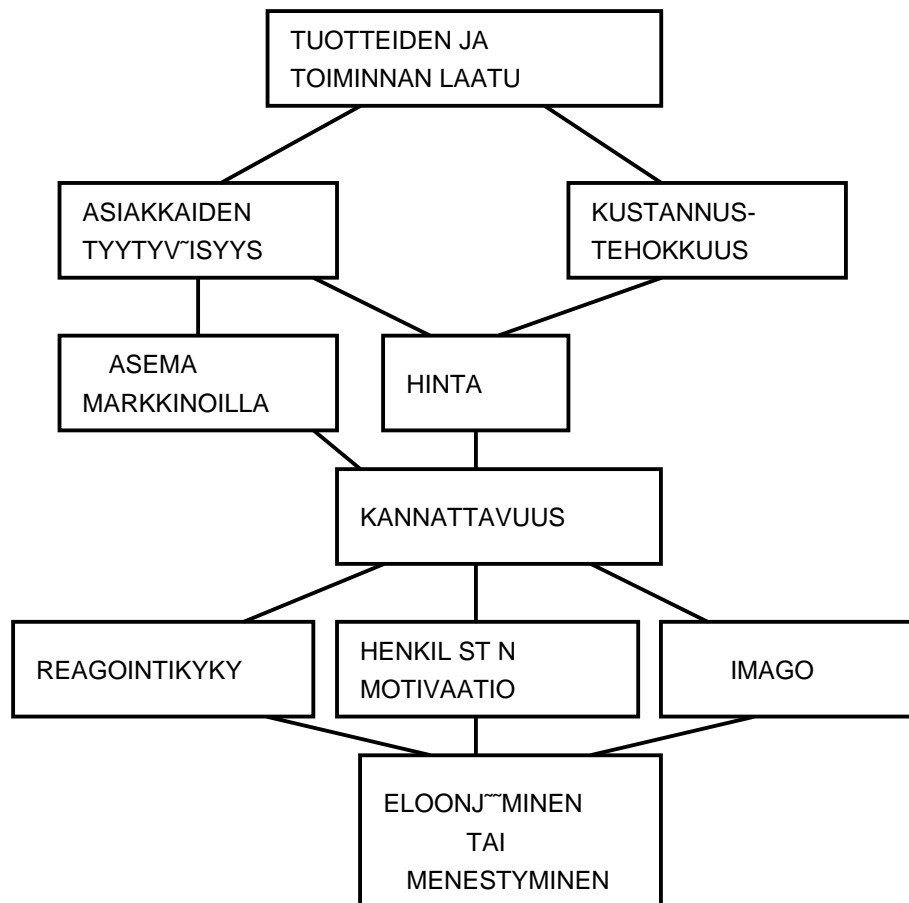 TUOTTEIDEN JA
TOIMINNAN LAATU
ASIAKKAIDEN
TYYTYV˜ISYYS
KUSTANNUS-
TEHOKKUUS
ASEMA
MARKKINOILLA
HINTA
KANNATTAVUUS
REAGOINTIKYKY
HENKIL ST N
MOTIVAATIO
IMAGO
ELOONJ˜˜MINEN
TAI
MENESTYMINEN